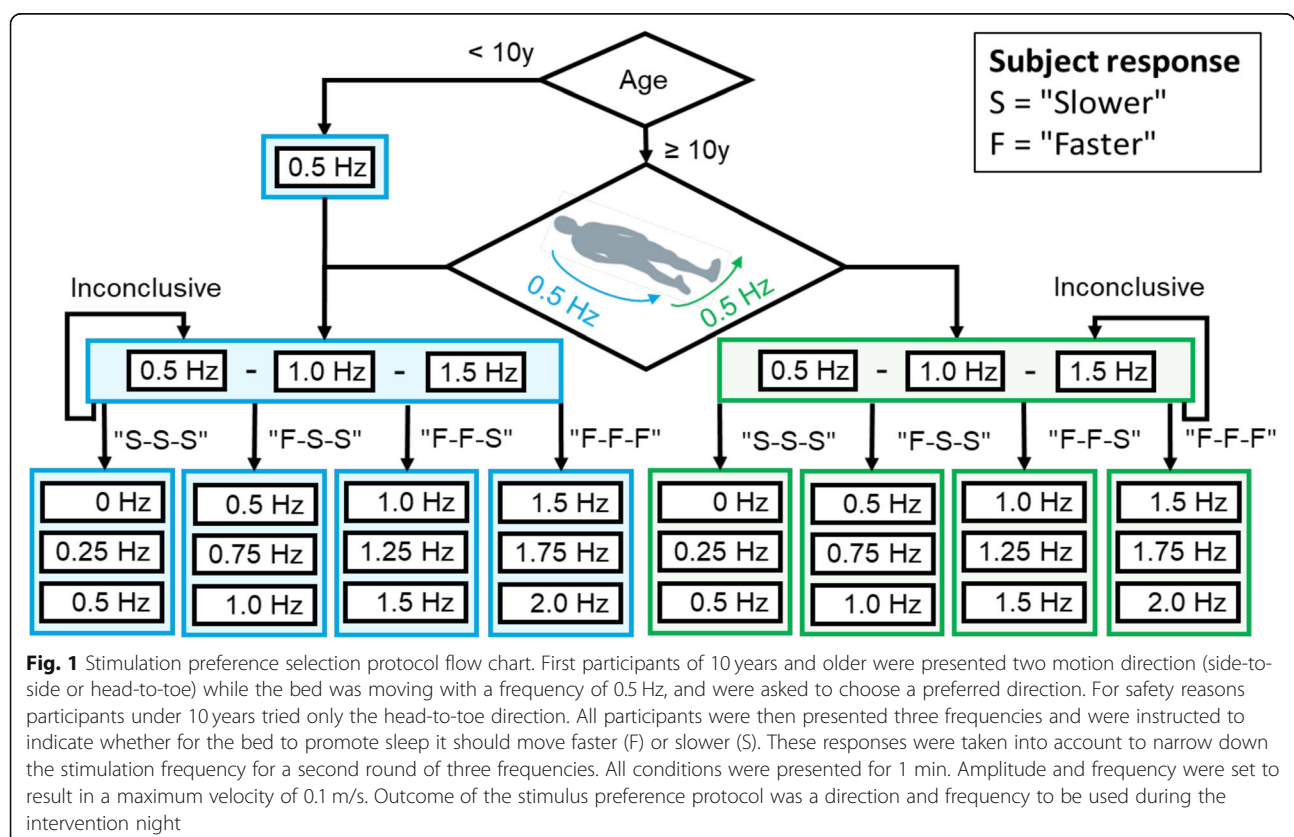 < 10y
Age
Subject response
S = "Slower"
F = "Faster"
≥ 10y
0.5 Hz
0.5 Hz
0.5 Hz
Inconclusive
Inconclusive
0.5 Hz - 1.0 Hz - 1.5 Hz
0.5 Hz - 1.0 Hz - 1.5 Hz
"S-S-S" "F-S-S" "F-F-S" "F-F-F"
"S-S-S" "F-S-S" "F-F-S" "F-F-F"
0 Hz 0.5 Hz 1.0 Hz 1.5 Hz 0 Hz 0.5 Hz 1.0 Hz 1.5 Hz
0.25 Hz 0.75 Hz 1.25 Hz 1.75 Hz 0.25 Hz 0.75 Hz 1.25 Hz 1.75 Hz
0.5 Hz 1.0 Hz 1.5 Hz 2.0 Hz 0.5 Hz 1.0 Hz 1.5 Hz 2.0 Hz
Fig. 1 Stimulation preference selection protocol flow chart. First participants of 10 years and older were presented two motion direction (side-to-
side or head-to-toe) while the bed was moving with a frequency of 0.5 Hz, and were asked to choose a preferred direction. For safety reasons
participants under 10 years tried only the head-to-toe direction. All participants were then presented three frequencies and were instructed to
indicate whether for the bed to promote sleep it should move faster (F) or slower (S). These responses were taken into account to narrow down
the stimulation frequency for a second round of three frequencies. All conditions were presented for 1 min. Amplitude and frequency were set to
result in a maximum velocity of 0.1 m/s. Outcome of the stimulus preference protocol was a direction and frequency to be used during the
intervention night